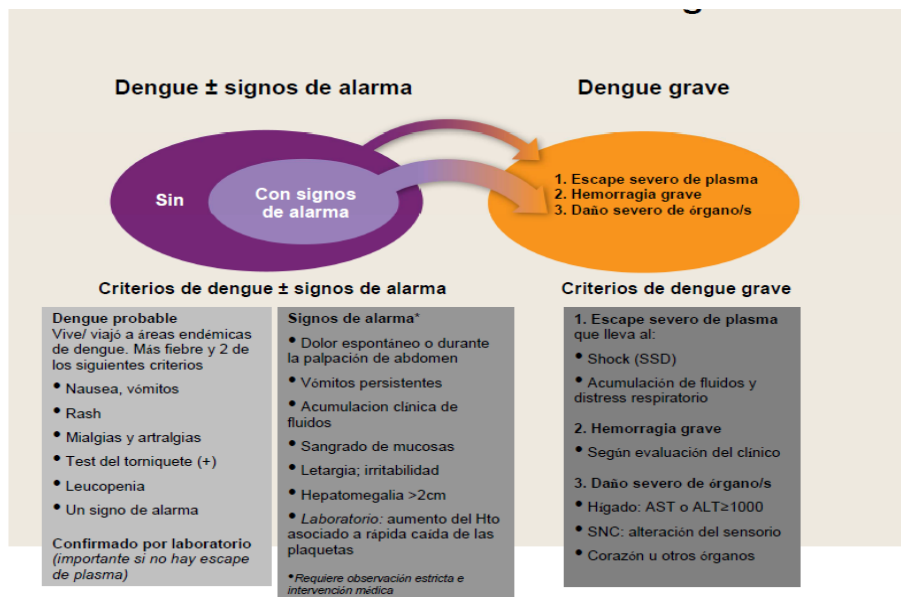 Dengue ± signos de alarma
Dengue grave
Sin
Con signos
de alarma
1. Escape severo de plasma
2. Hemorragia grave
3. Daño severo de órgano/s
Criterios de dengue ± signos de alarma
Criterios de dengue grave
Dengue probable
Vive/ viajó a áreas endémicas
de dengue. Más fiebre y 2 de
los siguientes criterios
• Nausea, vómitos
• Rash
• Mialgias y artralgias
• Test del torniquete (+)
• Leucopenia
• Un signo de alarma
Confirmado por laboratorio
(importante si no hay escape
de plasma)
Signos de alarma*
• Dolor espontáneo o durante
la palpación de abdomen
• Vómitos persistentes
• Acumulacion clínica de
fluidos
• Sangrado de mucosas
• Letargia; irritabilidad
• Hepatomegalia >2cm
• Laboratorio: aumento del Hto
asociado a rápida caída de las
plaquetas
*Requiere observación estricta e
intervención médica
1. Escape severo de plasma
que lleva al:
• Shock (SSD)
• Acumulación de fluidos y
distress respiratorio
2. Hemorragia grave
• Según evaluación del clínico
3. Daño severo de órgano/s
• Hígado: AST o ALT≥1000
• SNC: alteración del sensorio
• Corazón u otros órganos